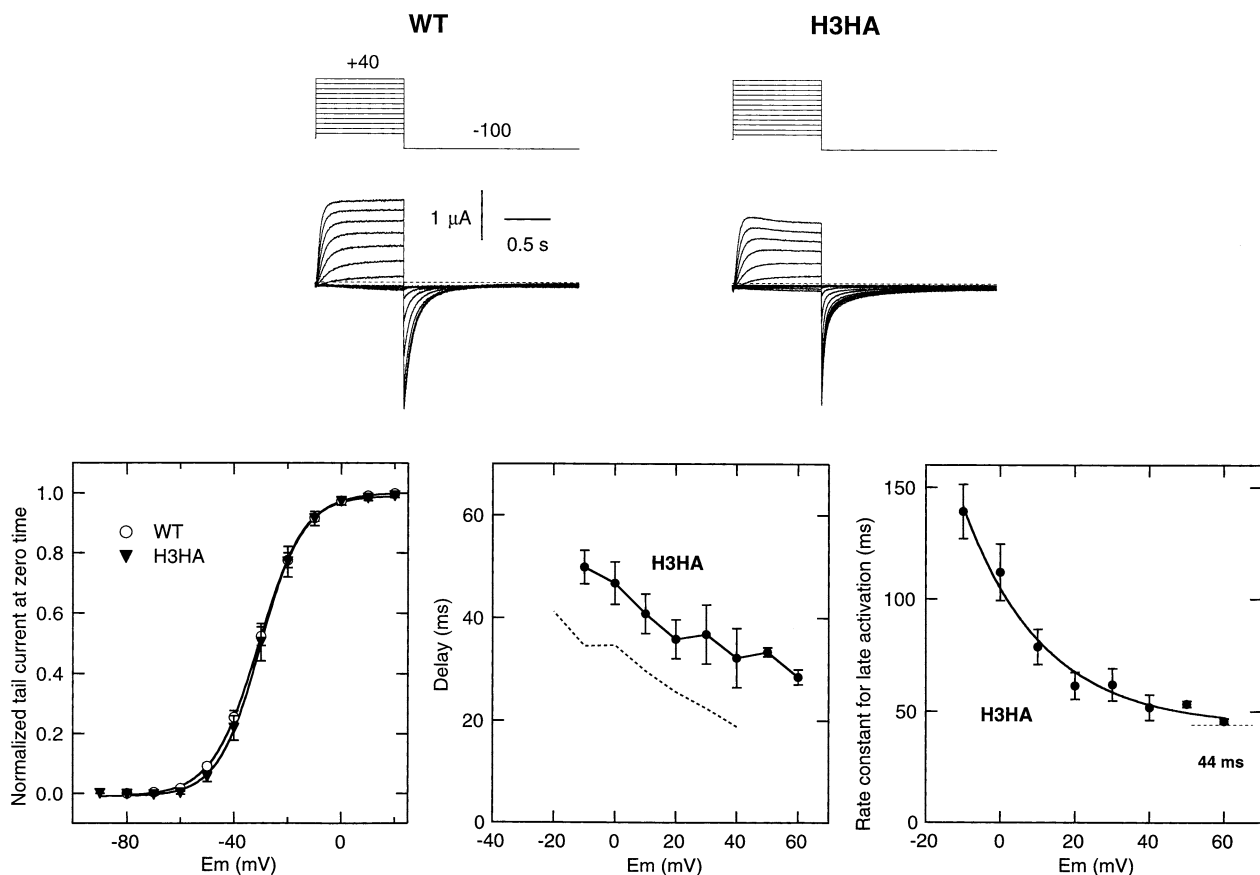 WT
H3HA
+40
-100
1 μA
0.5 s
Normalized tail current at zero time
1.0
0.8
0.6
0.4
0.2
0.0
WT
H3HA
-80
-40
0
Em (mV)
Delay (ms)
60
40
20
0
H3HA
-40
-20
0
20
40
60
Em (mV)
Rate constant for late activation (ms)
150
100
50
0
H3HA
44 ms
-20
0
20
40
60
Em (mV)